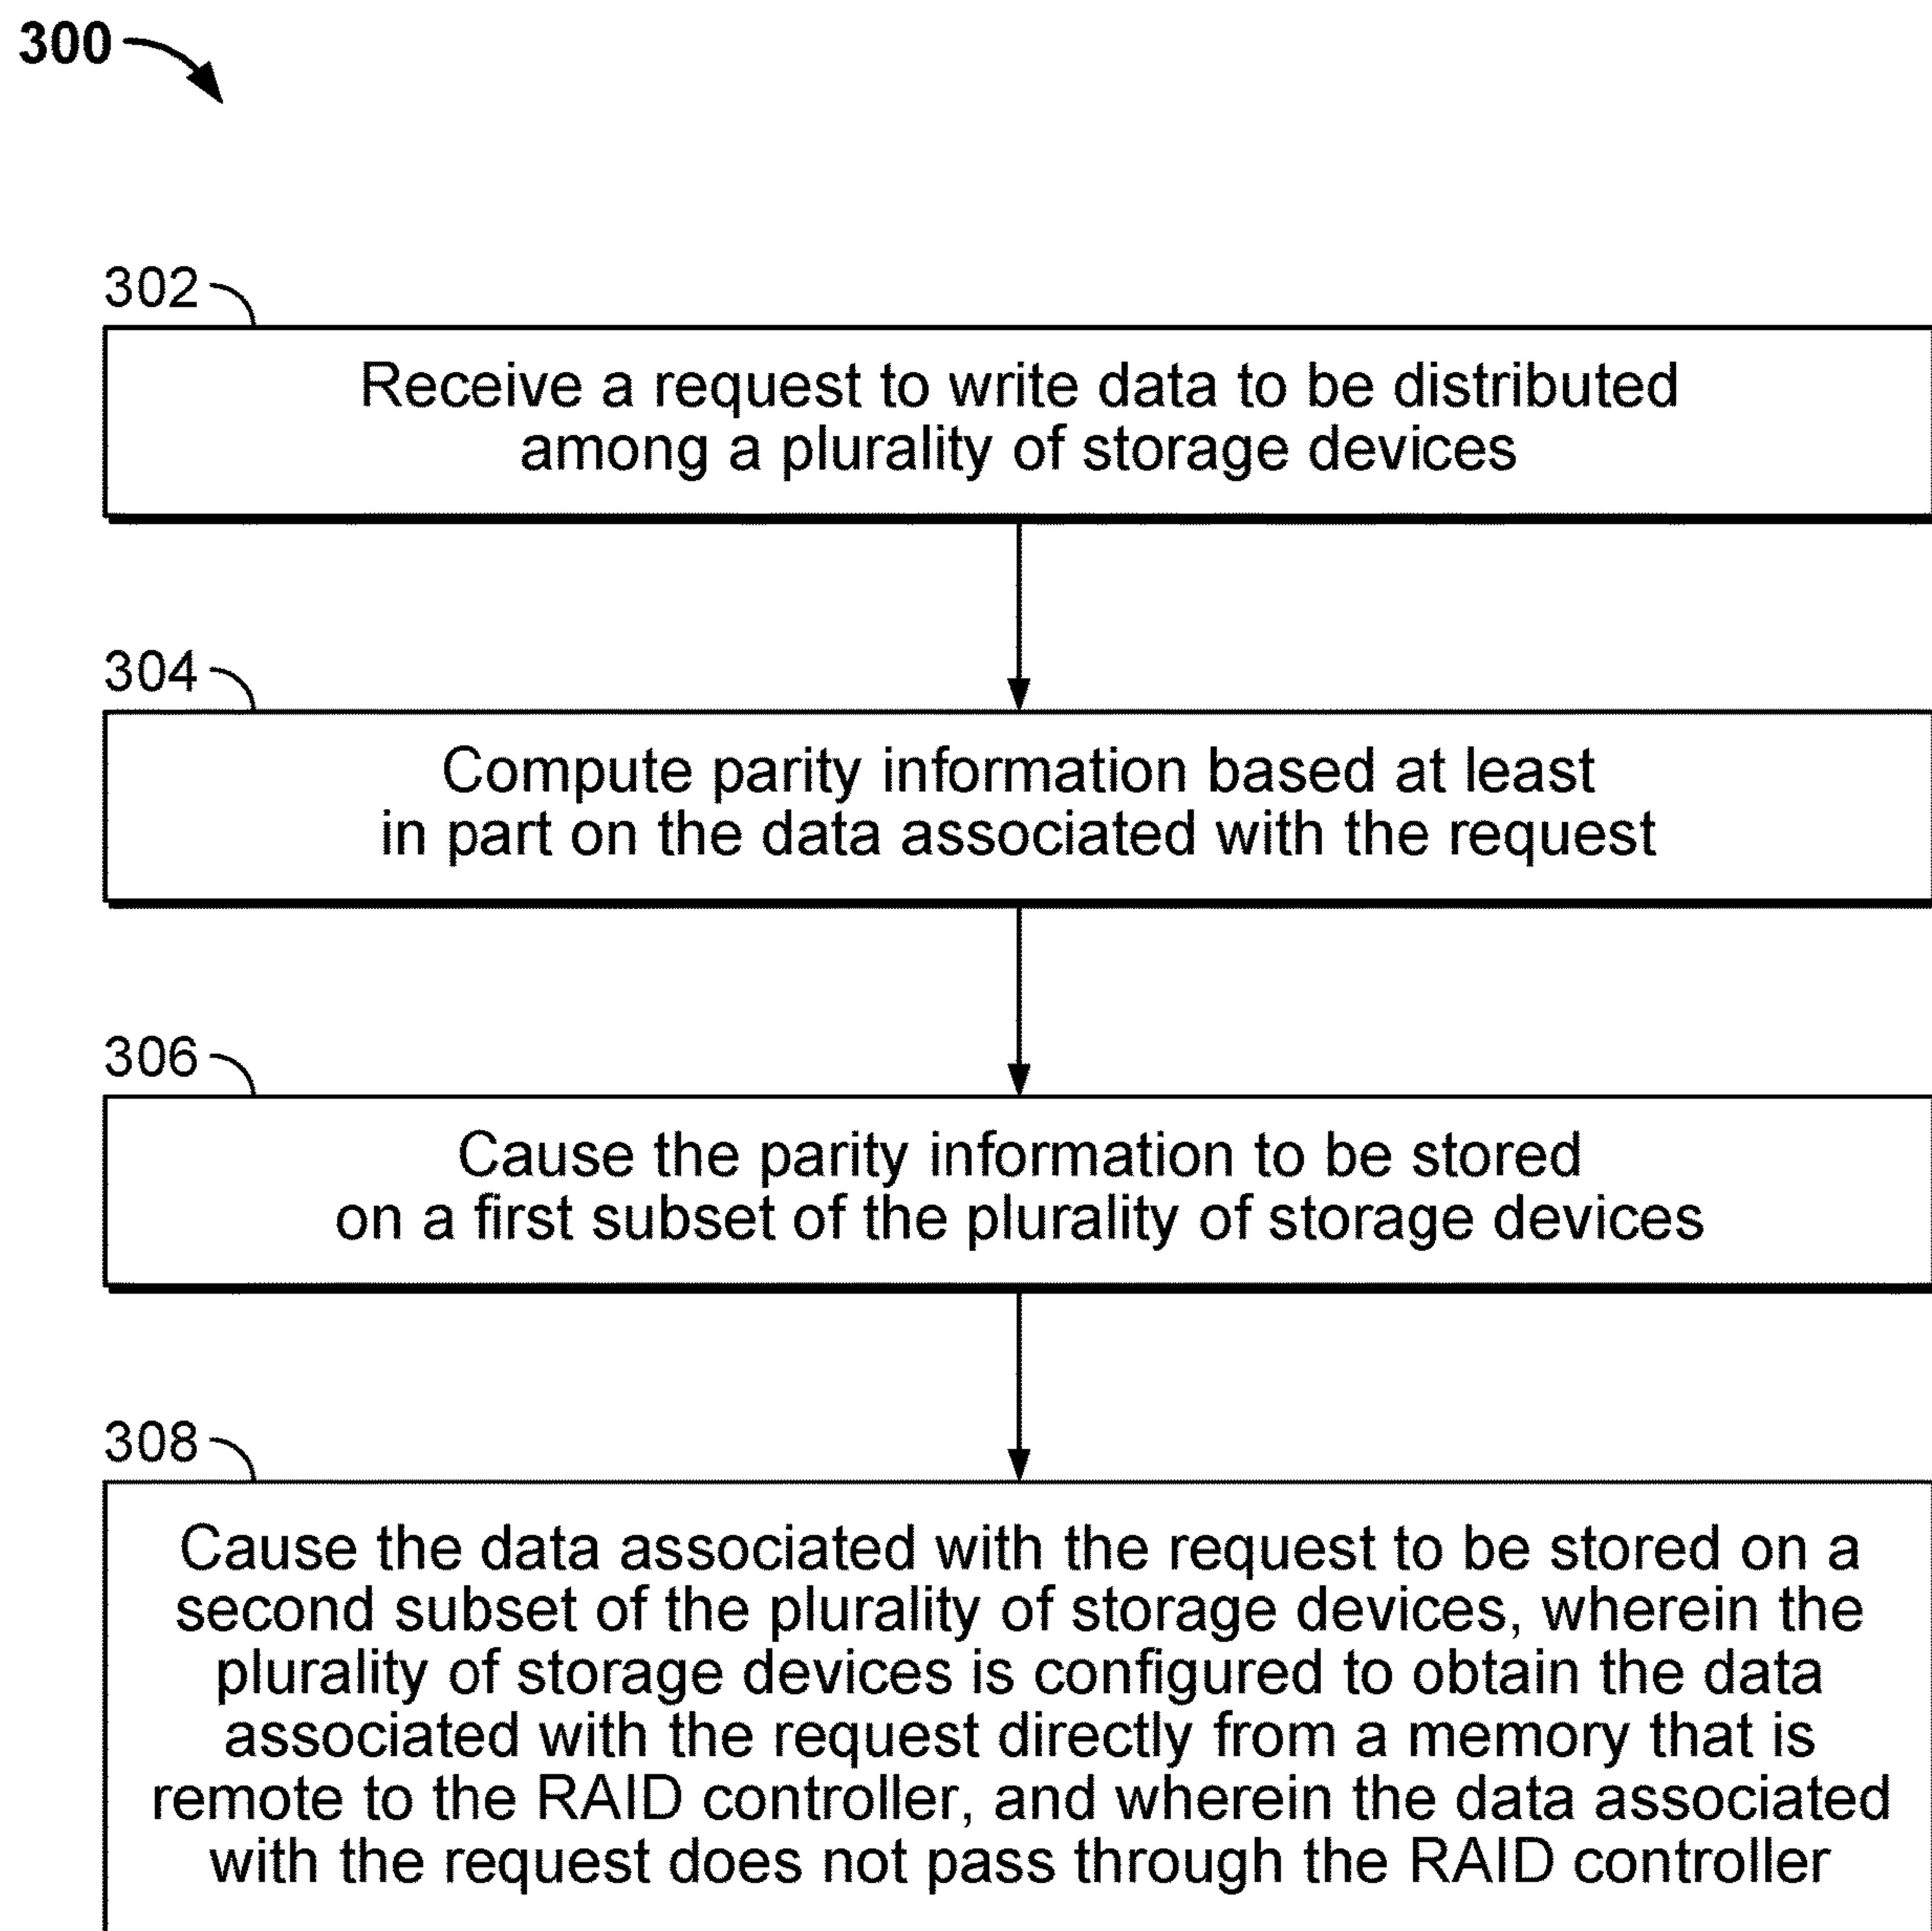 300
302
Receive a request to write data to be distributed
among a plurality of storage devices
304
Compute parity information based at least
in part on the data associated with the request
306
Cause the parity information to be stored
on a first subset of the plurality of storage devices
308
Cause the data associated with the request to be stored on a
second subset of the plurality of storage devices, wherein the
plurality of storage devices is configured to obtain the data
associated with the request directly from a memory that is
remote to the RAID controller, and wherein the data associated
with the request does not pass through the RAID controller